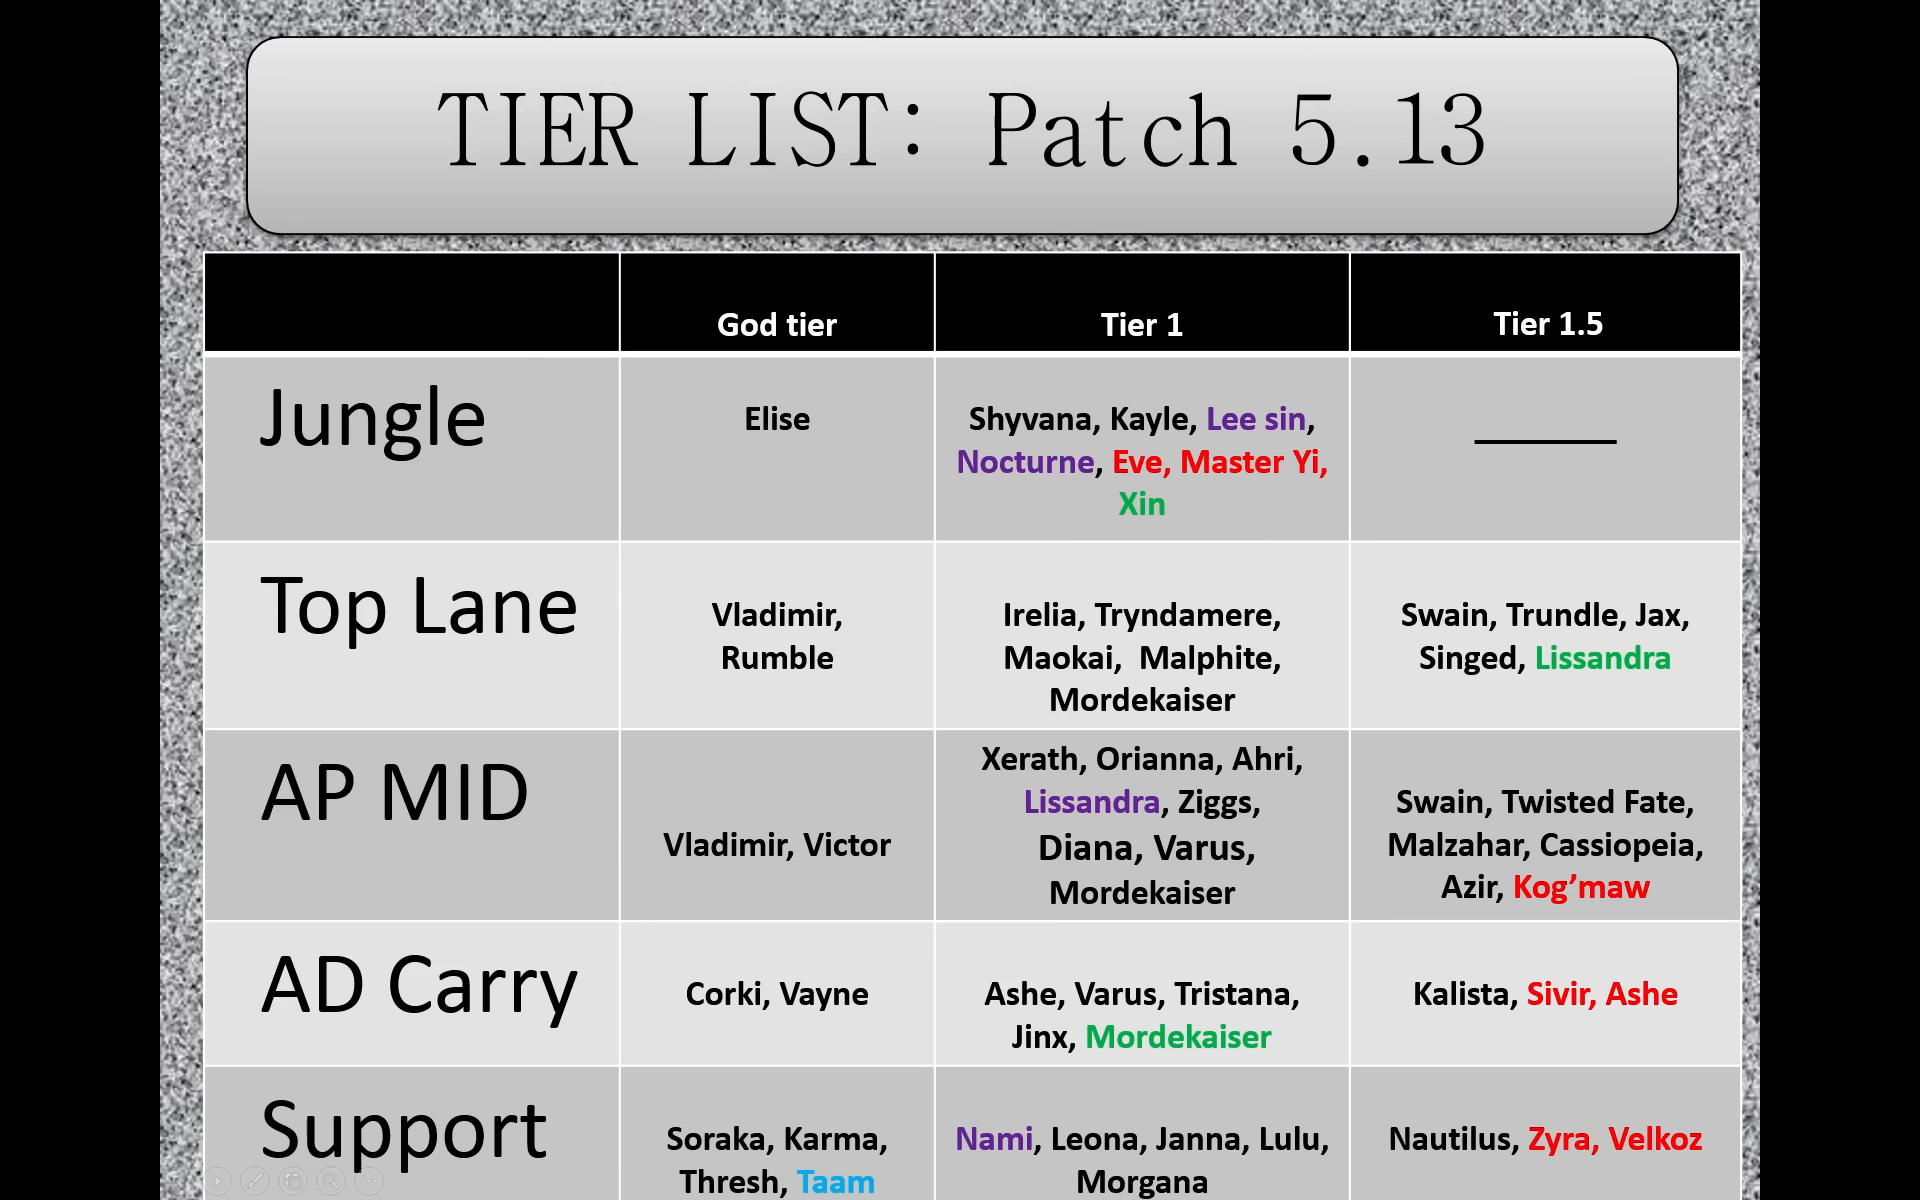 TIER LIST: Patch 5.13
God tier
Tier 1
Tier 1.5
Jungle
Elise
Shyvana, Kayle, Lee sin,
Nocturne, Eve, Master Yi,
Xin
Top Lane
Vladimir,
Rumble
Irelia, Tryndamere,
Maokai, Malphite,
Mordekaiser
Swain, Trundle, Jax,
Singed, Lissandra
AP MID
Vladimir, Victor
Xerath, Orianna, Ahri,
Lissandra, Ziggs,
Diana, Varus,
Mordekaiser
Swain, Twisted Fate,
Malzahar, Cassiopeia,
Azir, Kog’maw
AD Carry
Corki, Vayne
Ashe, Varus, Tristana,
Jinx, Mordekaiser
Kalista, Sivir, Ashe
Support
Soraka, Karma,
Thresh, Taam
Nami, Leona, Janna, Lulu,
Morgana
Nautilus, Zyra, Velkoz